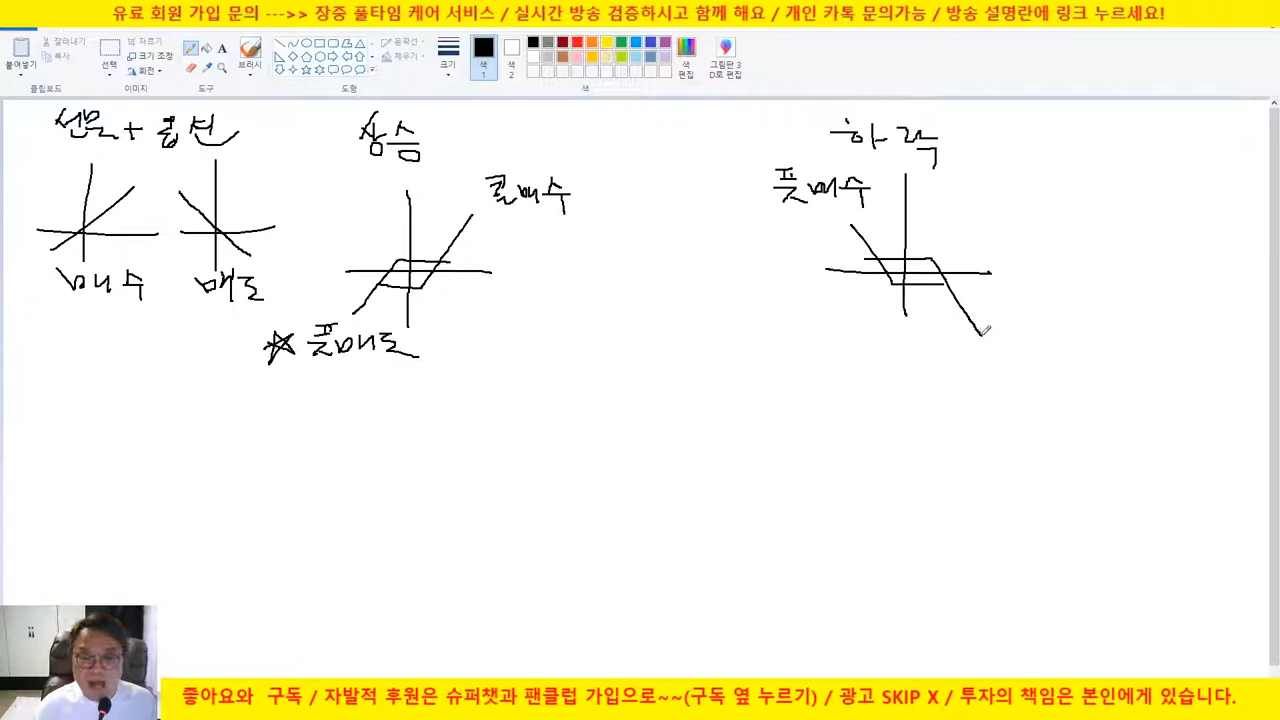 유료 회원 가입 문의 --->> 장중 풀타임 케어 서비스 / 실시간 방송 검증하시고 함께 해요 / 개인 카톡 문의가능 / 방송 설명란에 링크 누르세요!
붙여넣기
잘라내기
복사
클립보드
선택
자르기
크기 조정
회전
이미지
A
도구
브러시
윤곽선
채우기
도형
크기
색 1
색 2
색 편집
그림판 3D로 편집
색
선물 + 옵션
매수
매도
상승
콜매수
풋매도
하락
풋매수
좋아요와 구독 / 자발적 후원은 슈퍼챗과 팬클럽 가입으로~~(구독 옆 누르기) / 광고 SKIP X / 투자의 책임은 본인에게 있습니다.